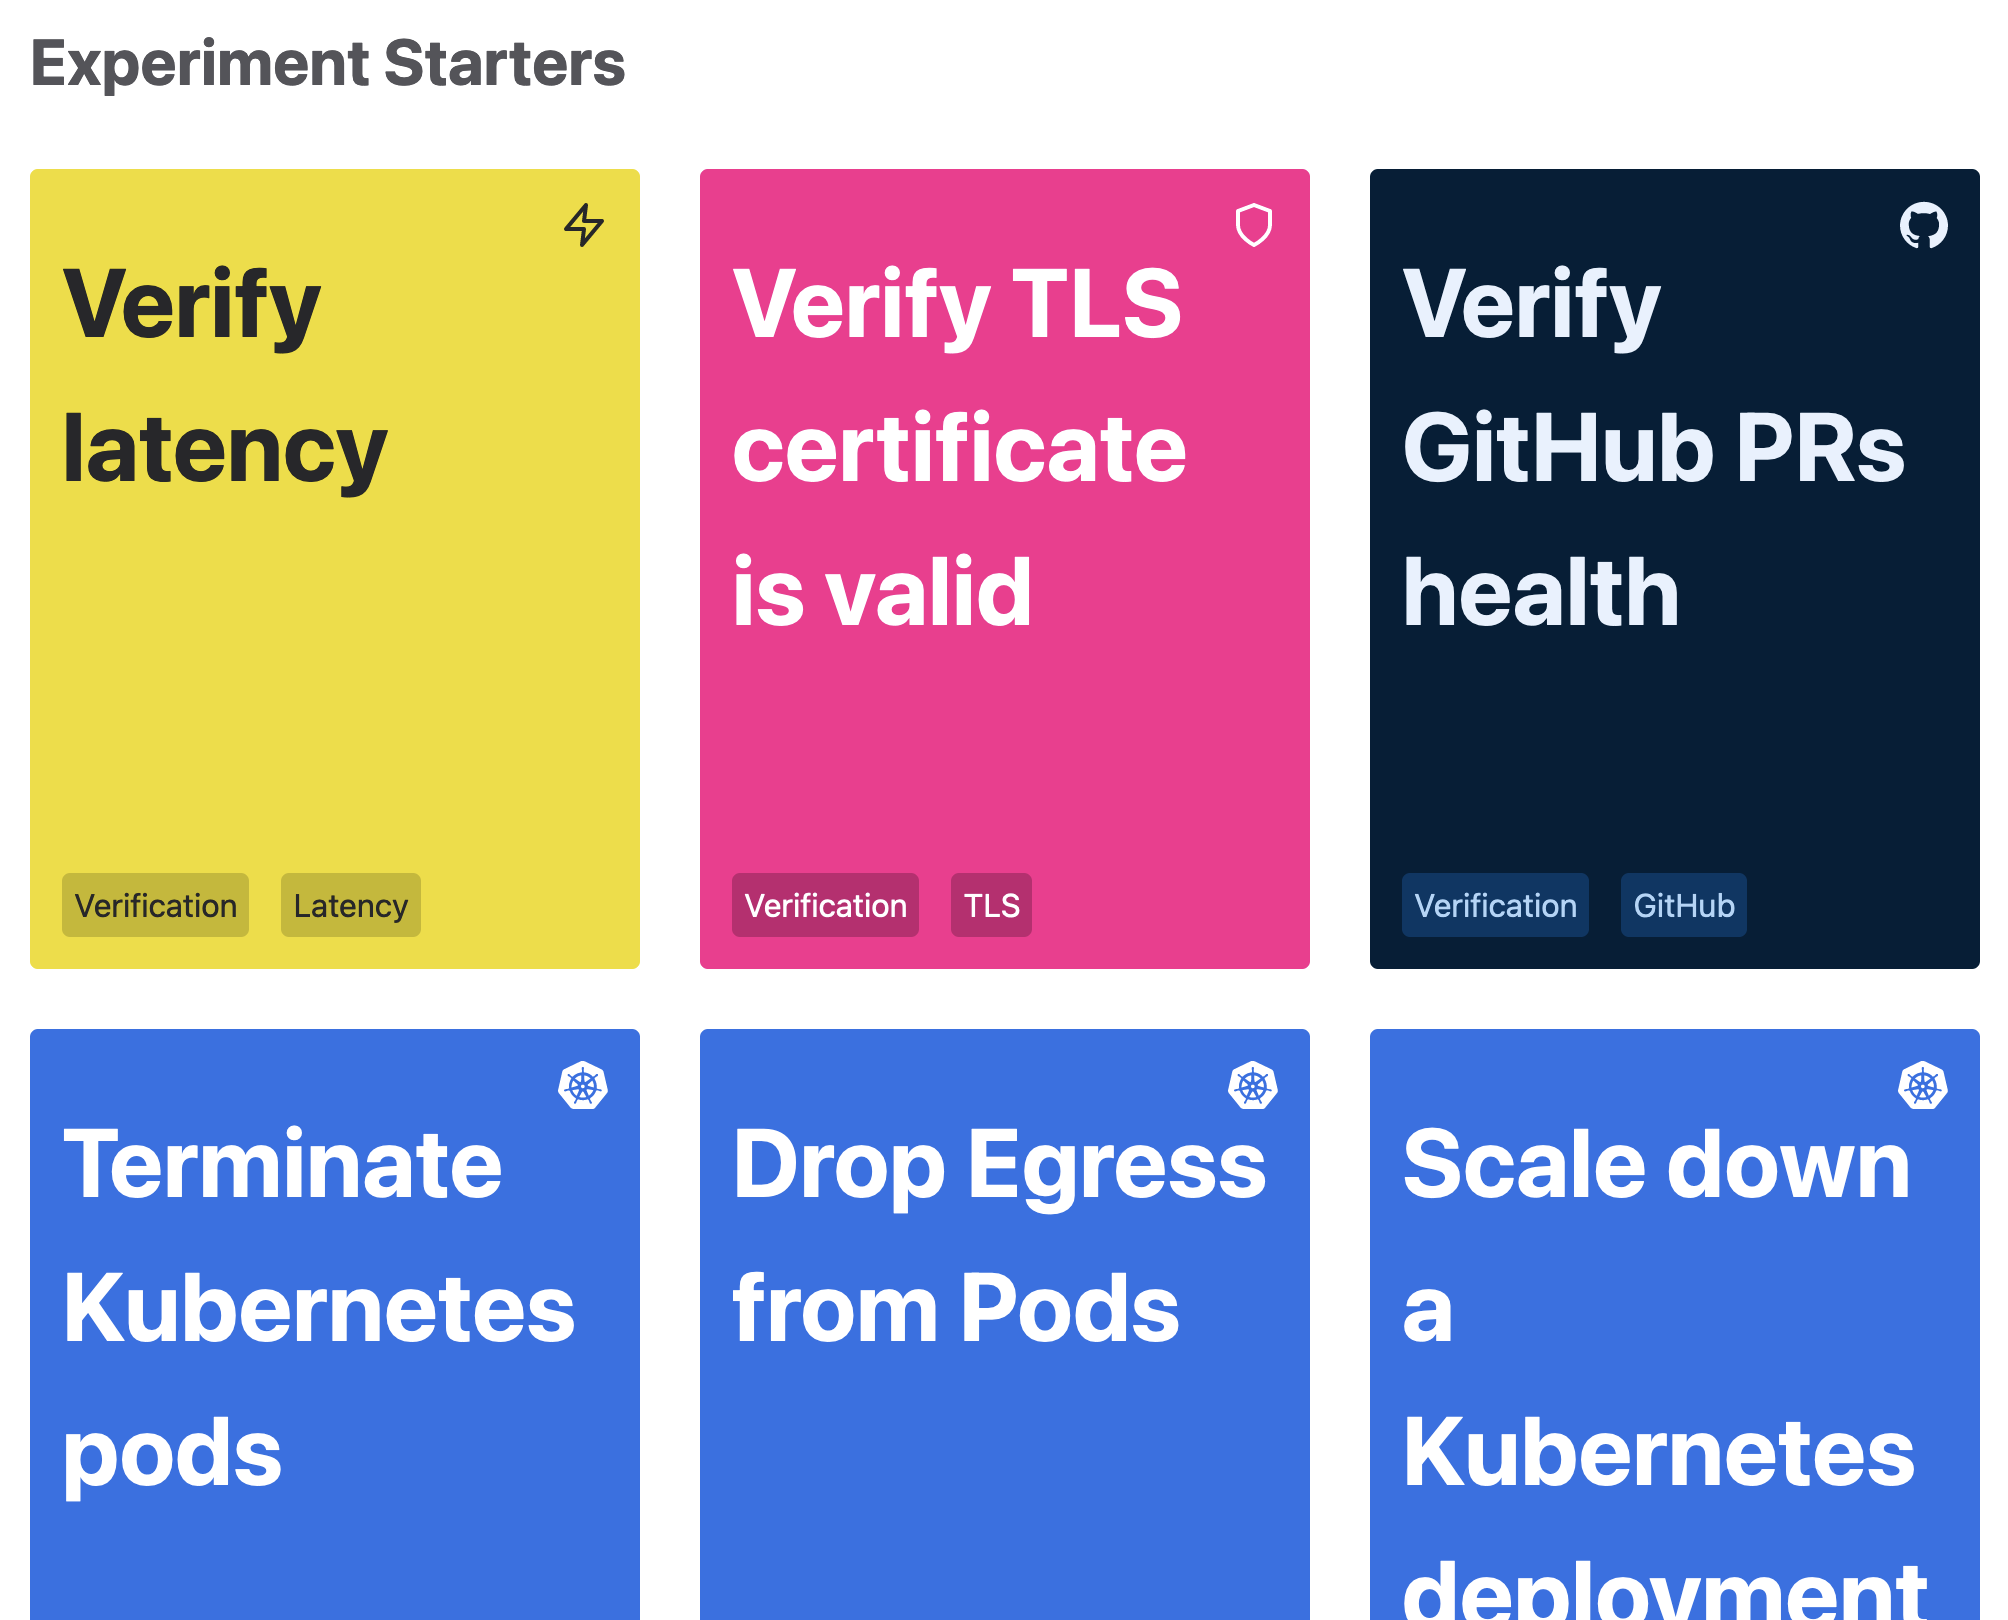 Experiment Starters
Verify
latency
Verification
Latency
Verify TLS
certificate
is valid
Verification
TLS
Verify
GitHub PRs
health
Verification
GitHub
Terminate
Kubernetes
pods
Drop Egress
from Pods
Scale down
a
Kubernetes
deployment